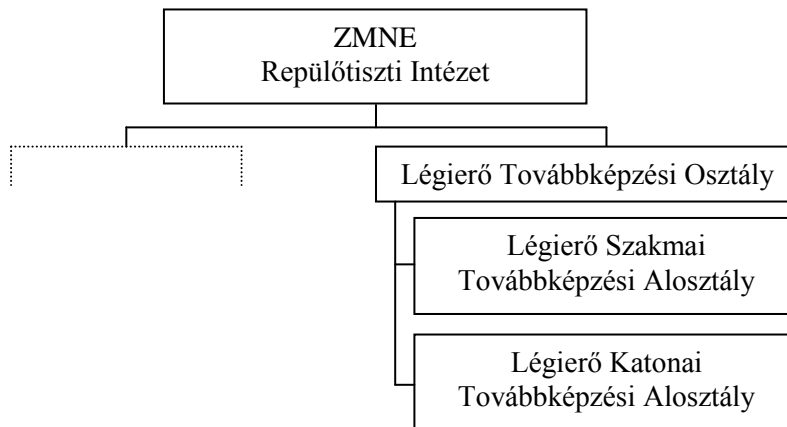 ZMNE
Repülőtiszti Intézet
Légierő Továbbképzési Osztály
Légierő Szakmai
Továbbképzési Alosztály
Légierő Katonai
Továbbképzési Alosztály